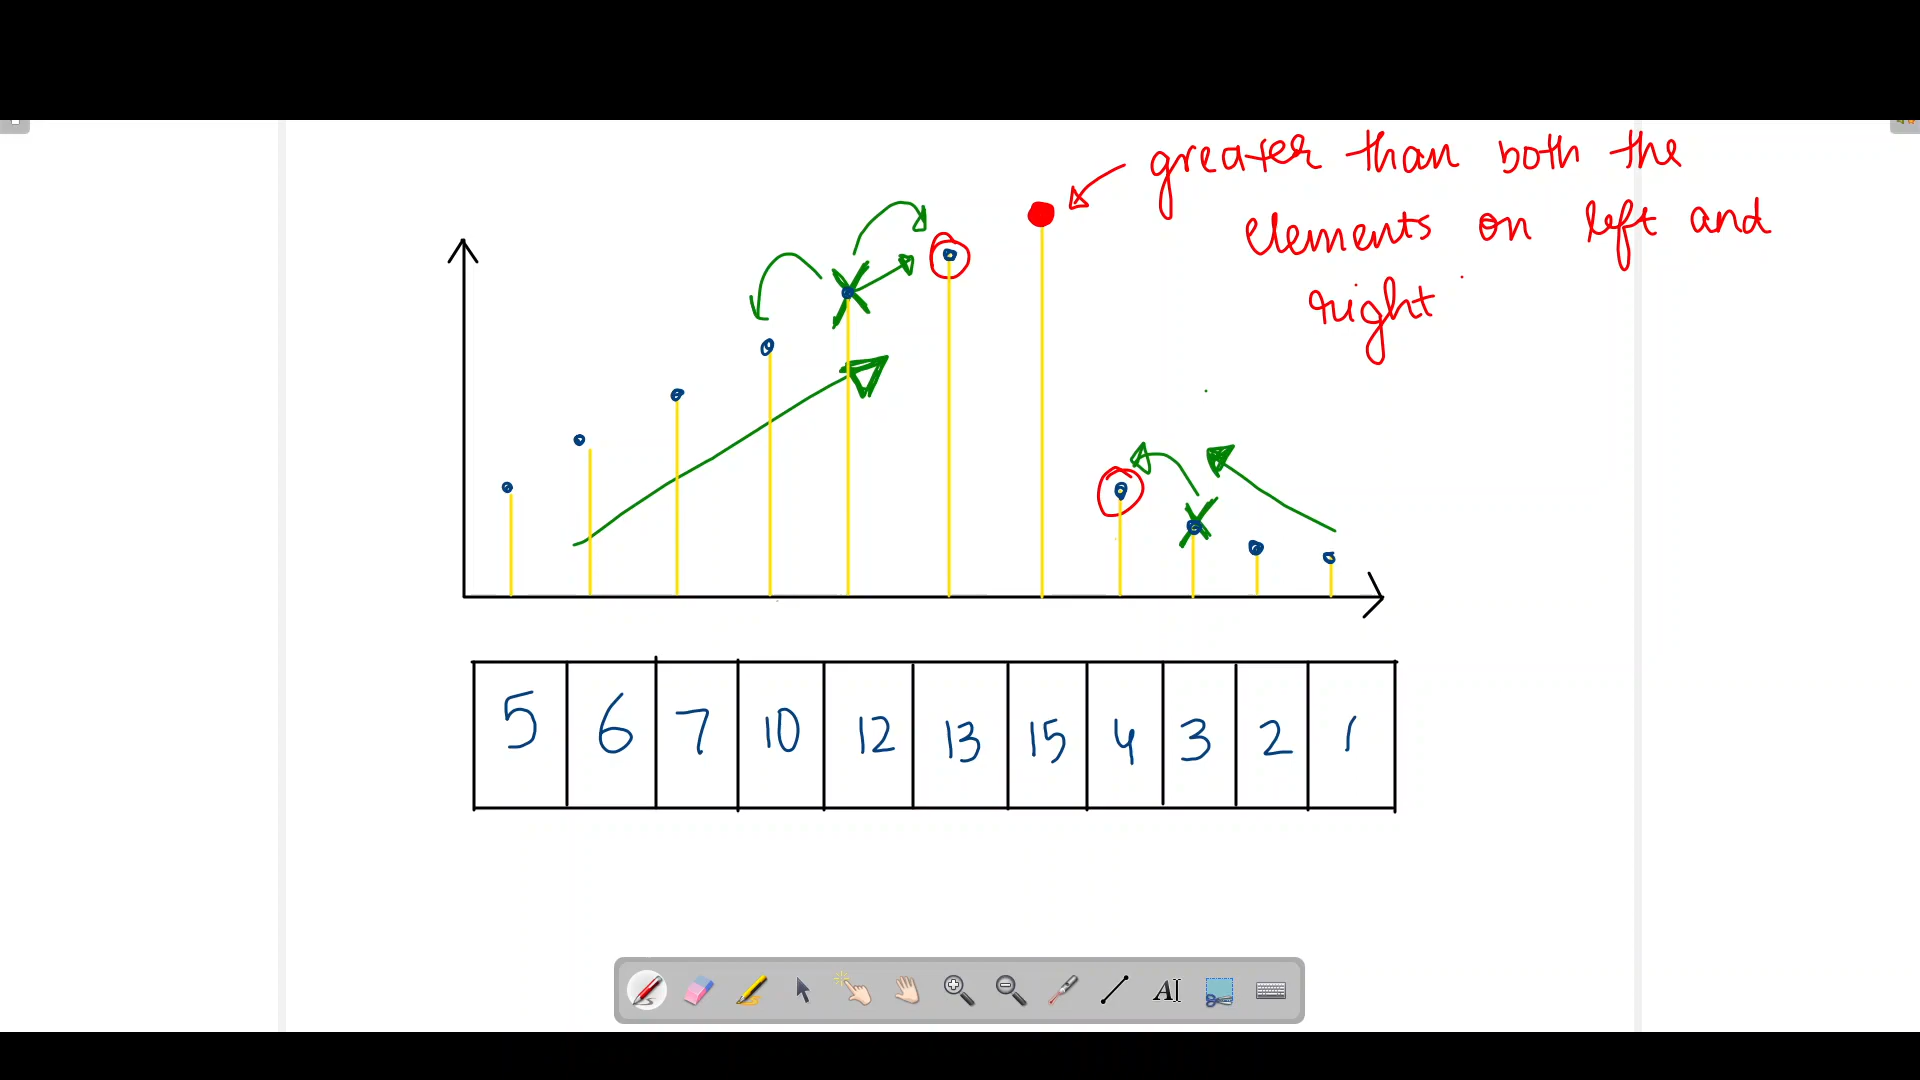 greater than both the
elements on left and
right
5 6 7 10 12 13 15 4 3 2 1